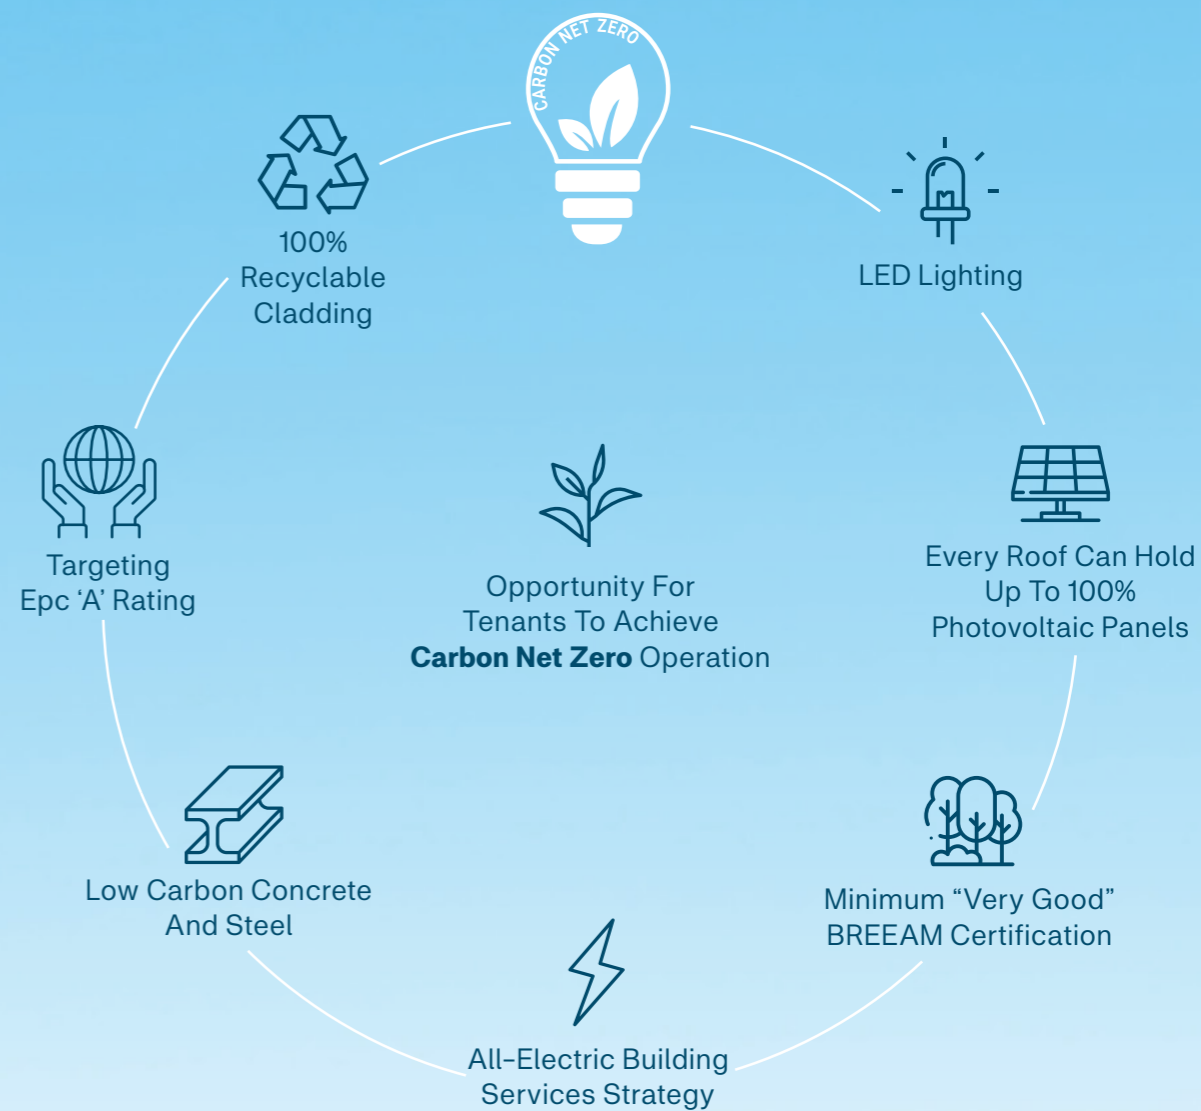 CARBON NET ZERO
LED Lighting
Every Roof Can Hold
Up To 100%
Photovoltaic Panels
Minimum “Very Good”
BREEAM Certification
All-Electric Building
Services Strategy
Low Carbon Concrete
And Steel
Targeting
Epc ‘A’ Rating
100%
Recyclable
Cladding
Opportunity For
Tenants To Achieve
Carbon Net Zero Operation